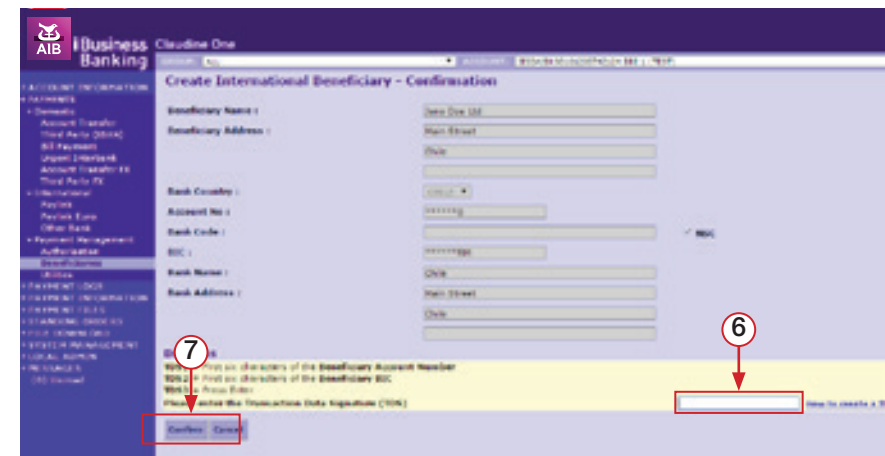 AIB
iBusiness Banking
Claudine One
ALL
Create International Beneficiary - Confirmation
ACCOUNT INFORMATION
PAYMENTS
Domestic
Account Transfer
Third Party (SEPA)
Bill Payment
Urgent Interbank
Account Transfer FX
Third Party FX
International
Paylink
Paylink Euro
Other Bank
Payment Management
Authorisation
Utilities
PAYMENT LOGS
PAYMENT INFORMATION
PAYMENT FILES
STANDING ORDERS
SYSTEM MANAGEMENT
LOCAL ADMIN
MESSAGES
Beneficiary Name : Jane Doe Ltd
Beneficiary Address : Main Street
Bank Country :
Account No :
Bank Code : NSC
BIC :
Bank Name :
Bank Address : Main Street
7
6
TDS1 = First six characters of the Beneficiary Account Number
TDS2 = First six characters of the Beneficiary BIC
TDS3 = Press Enter
Please enter the Transaction Data Signature (TDS)
How to create a
Confirm Cancel